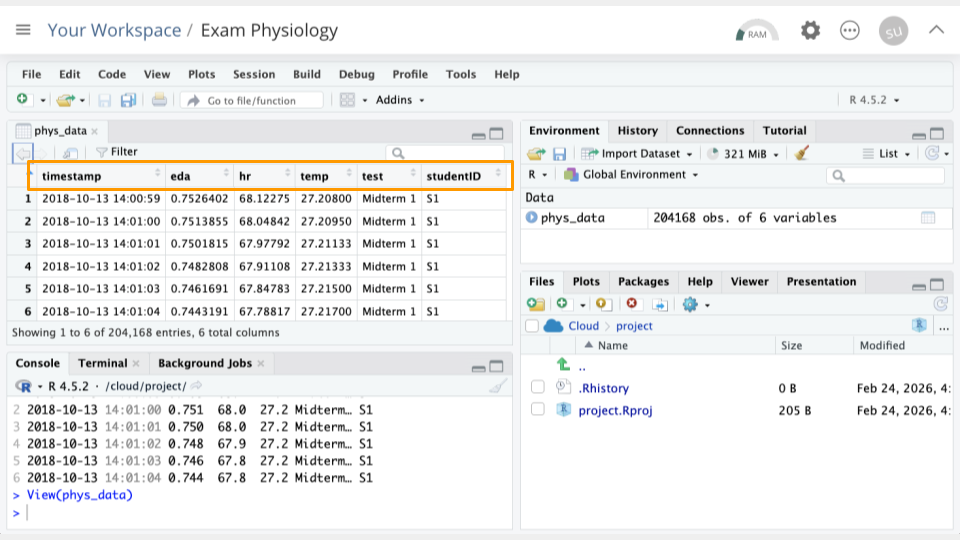 Your Workspace / Exam Physiology
RAM
SU
File Edit Code View Plots Session Build Debug Profile Tools Help
Go to file/function
Addins
R 4.5.2
phys_data
Filter
timestamp eda hr temp test studentID
1 2018-10-13 14:00:59 0.7526402 68.12275 27.20800 Midterm 1 S1
2 2018-10-13 14:01:00 0.7513855 68.04842 27.20950 Midterm 1 S1
3 2018-10-13 14:01:01 0.7501815 67.97792 27.21133 Midterm 1 S1
4 2018-10-13 14:01:02 0.7482808 67.91108 27.21333 Midterm 1 S1
5 2018-10-13 14:01:03 0.7461691 67.84783 27.21500 Midterm 1 S1
6 2018-10-13 14:01:04 0.7443191 67.78817 27.21700 Midterm 1 S1
Showing 1 to 6 of 204,168 entries, 6 total columns
Console Terminal Background Jobs
R 4.5.2 · /cloud/project/
2 2018-10-13 14:01:00 0.751 68.0 27.2 Midterm… S1
3 2018-10-13 14:01:01 0.750 68.0 27.2 Midterm… S1
4 2018-10-13 14:01:02 0.748 67.9 27.2 Midterm… S1
5 2018-10-13 14:01:03 0.746 67.8 27.2 Midterm… S1
6 2018-10-13 14:01:04 0.744 67.8 27.2 Midterm… S1
> View(phys_data)
>
Environment History Connections Tutorial
Import Dataset 321 MiB List
R Global Environment
Data
phys_data 204168 obs. of 6 variables
Files Plots Packages Help Viewer Presentation
Cloud project ...
Name Size Modified
..
.Rhistory 0 B Feb 24, 2026, 4:
project.Rproj 205 B Feb 24, 2026, 4: